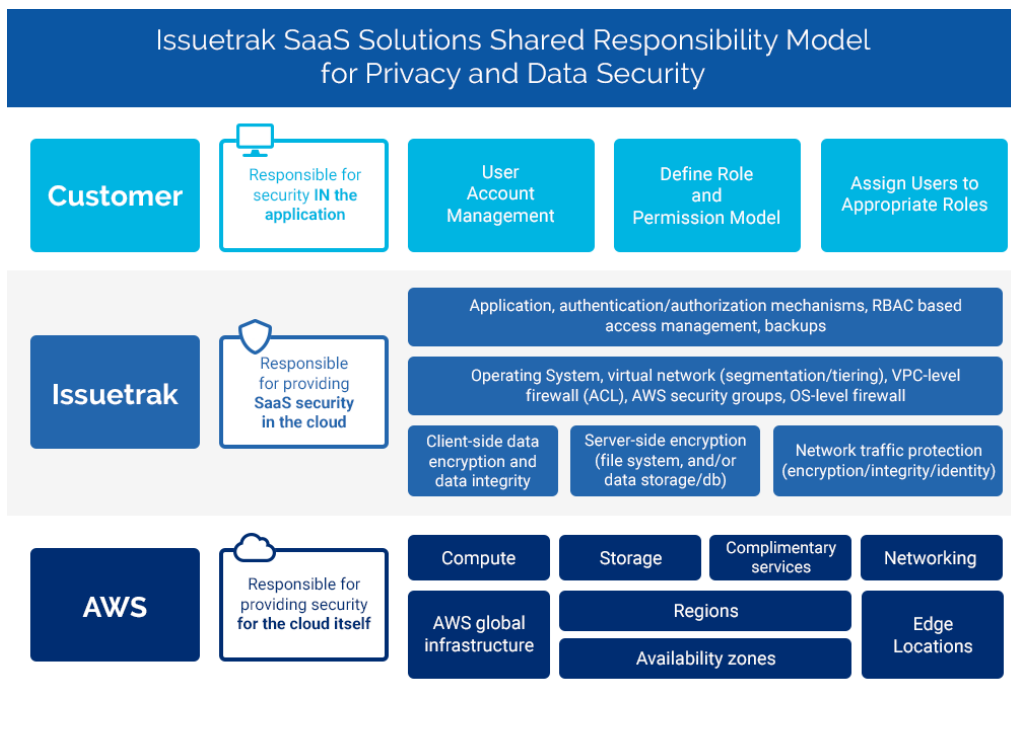 Issuetrak SaaS Solutions Shared Responsibility Model
for Privacy and Data Security
Customer
Responsible for
security IN the
application
User
Account
Management
Define Role
and
Permission Model
Assign Users to
Appropriate Roles
Issuetrak
Responsible
for providing
SaaS security
in the cloud
Application, authentication/authorization mechanisms, RBAC based
access management, backups
Operating System, virtual network (segmentation/tiering), VPC-level
firewall (ACL), AWS security groups, OS-level firewall
Client-side data
encryption and
data integrity
Server-side encryption
(file system, and/or
data storage/db)
Network traffic protection
(encryption/integrity/identity)
AWS
Responsible for
providing security
for the cloud itself
Compute
Storage
Complimentary
services
Networking
AWS global
infrastructure
Regions
Availability zones
Edge
Locations